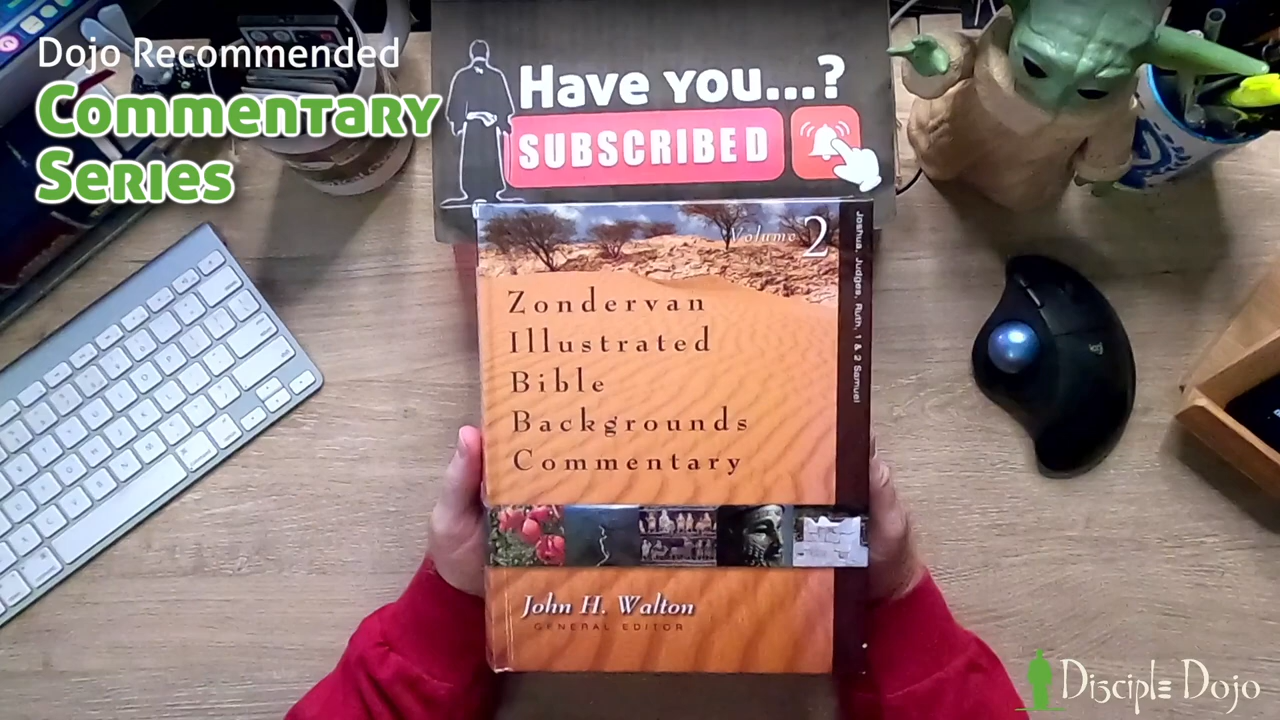 Dojo Recommended
Commentary
Series
Have you...?
SUBSCRIBED
Volume 2
Joshua, Judges, Ruth, 1 & 2 Samuel
Zondervan
Illustrated
Bible
Backgrounds
Commentary
John H. Walton
GENERAL EDITOR
Disciple Dojo